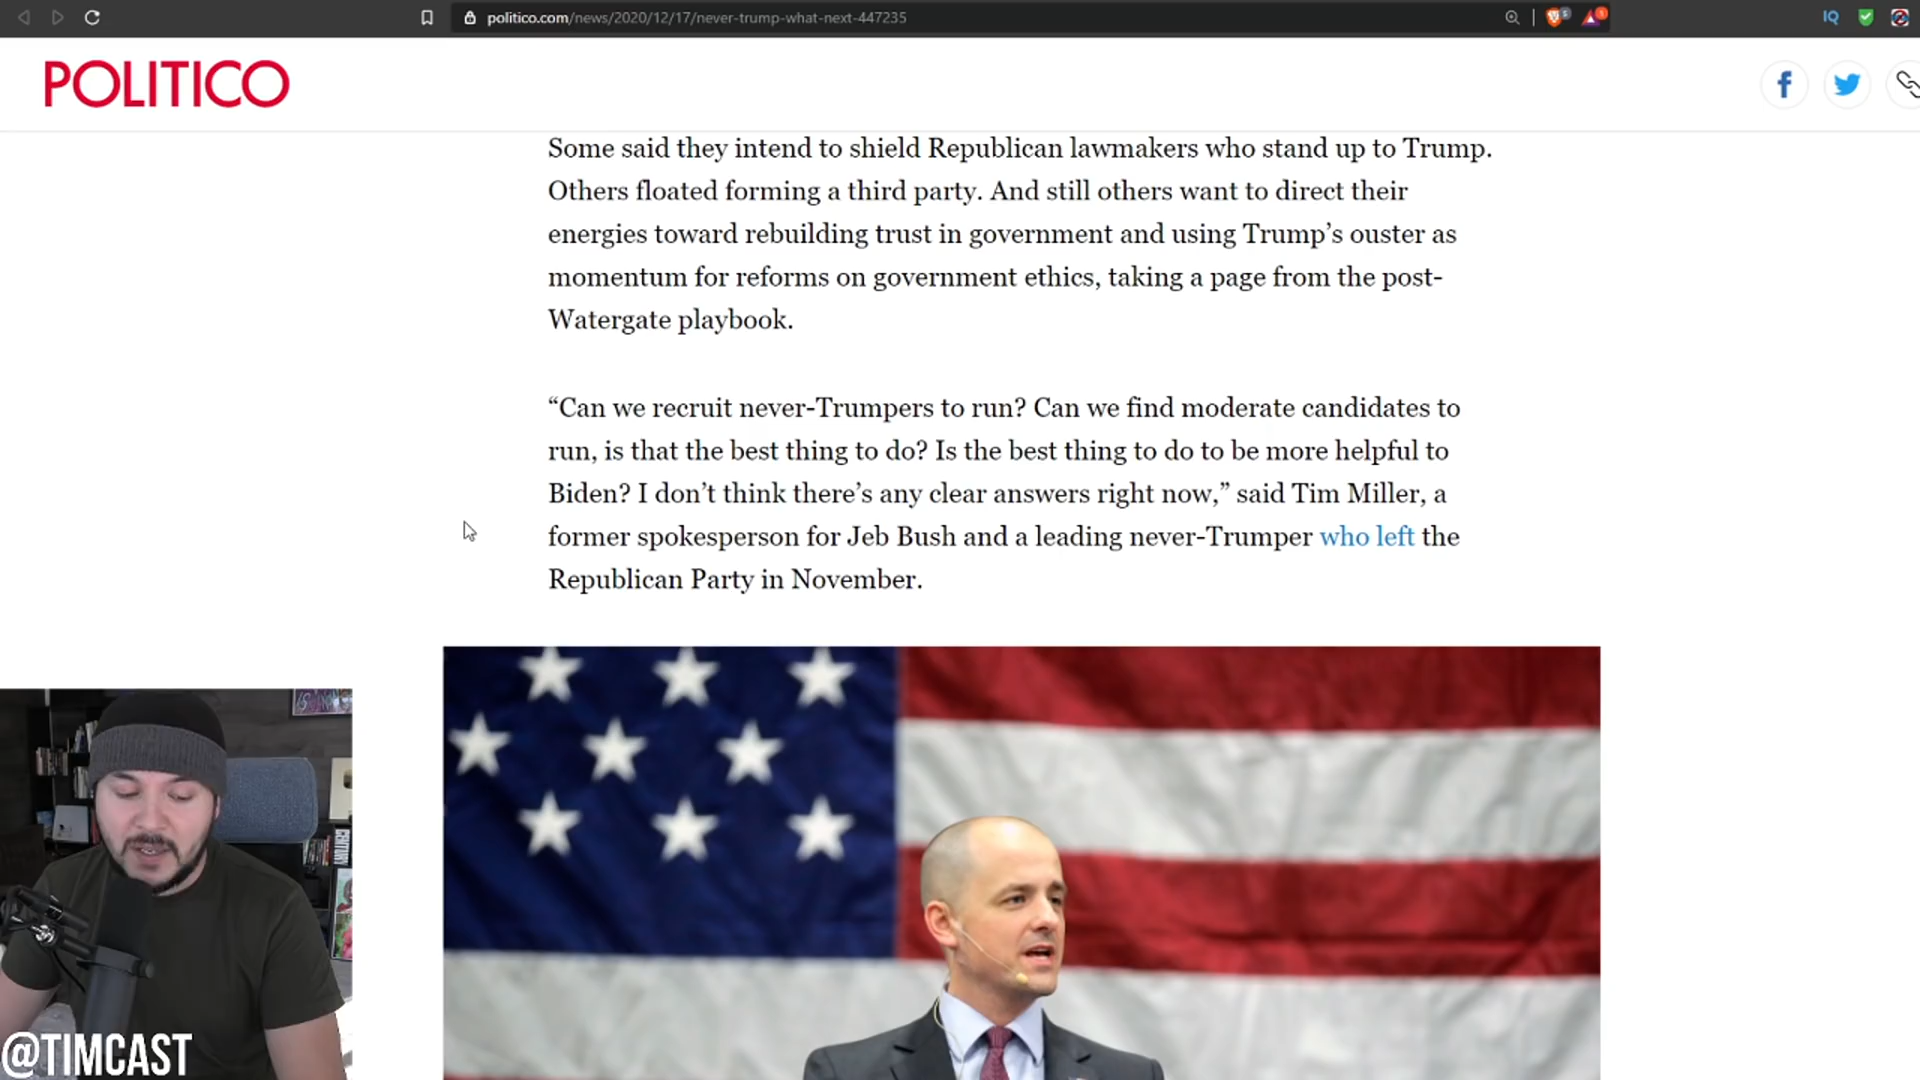 politico.com/news/2020/12/17/never-trump-what-next-447235
POLITICO
Some said they intend to shield Republican lawmakers who stand up to Trump.
Others floated forming a third party. And still others want to direct their
energies toward rebuilding trust in government and using Trump’s ouster as
momentum for reforms on government ethics, taking a page from the post-
Watergate playbook.
“Can we recruit never-Trumpers to run? Can we find moderate candidates to
run, is that the best thing to do? Is the best thing to do to be more helpful to
Biden? I don’t think there’s any clear answers right now,” said Tim Miller, a
former spokesperson for Jeb Bush and a leading never-Trumper who left the
Republican Party in November.
@TIMCAST